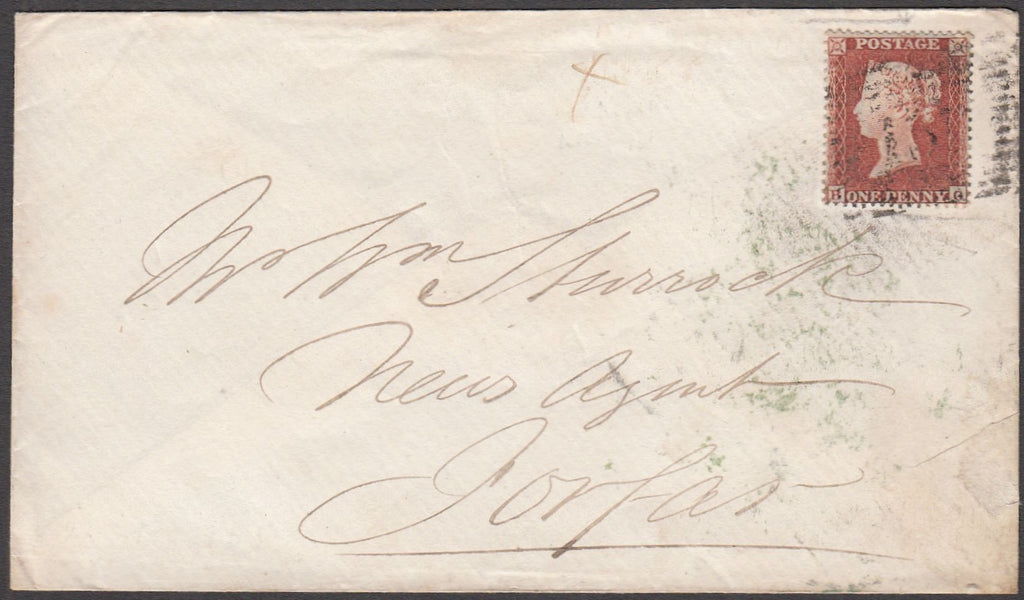 POSTAGE
H G
ONE PENNY.
Mr Wm Sturrock
News Agent
Forfar